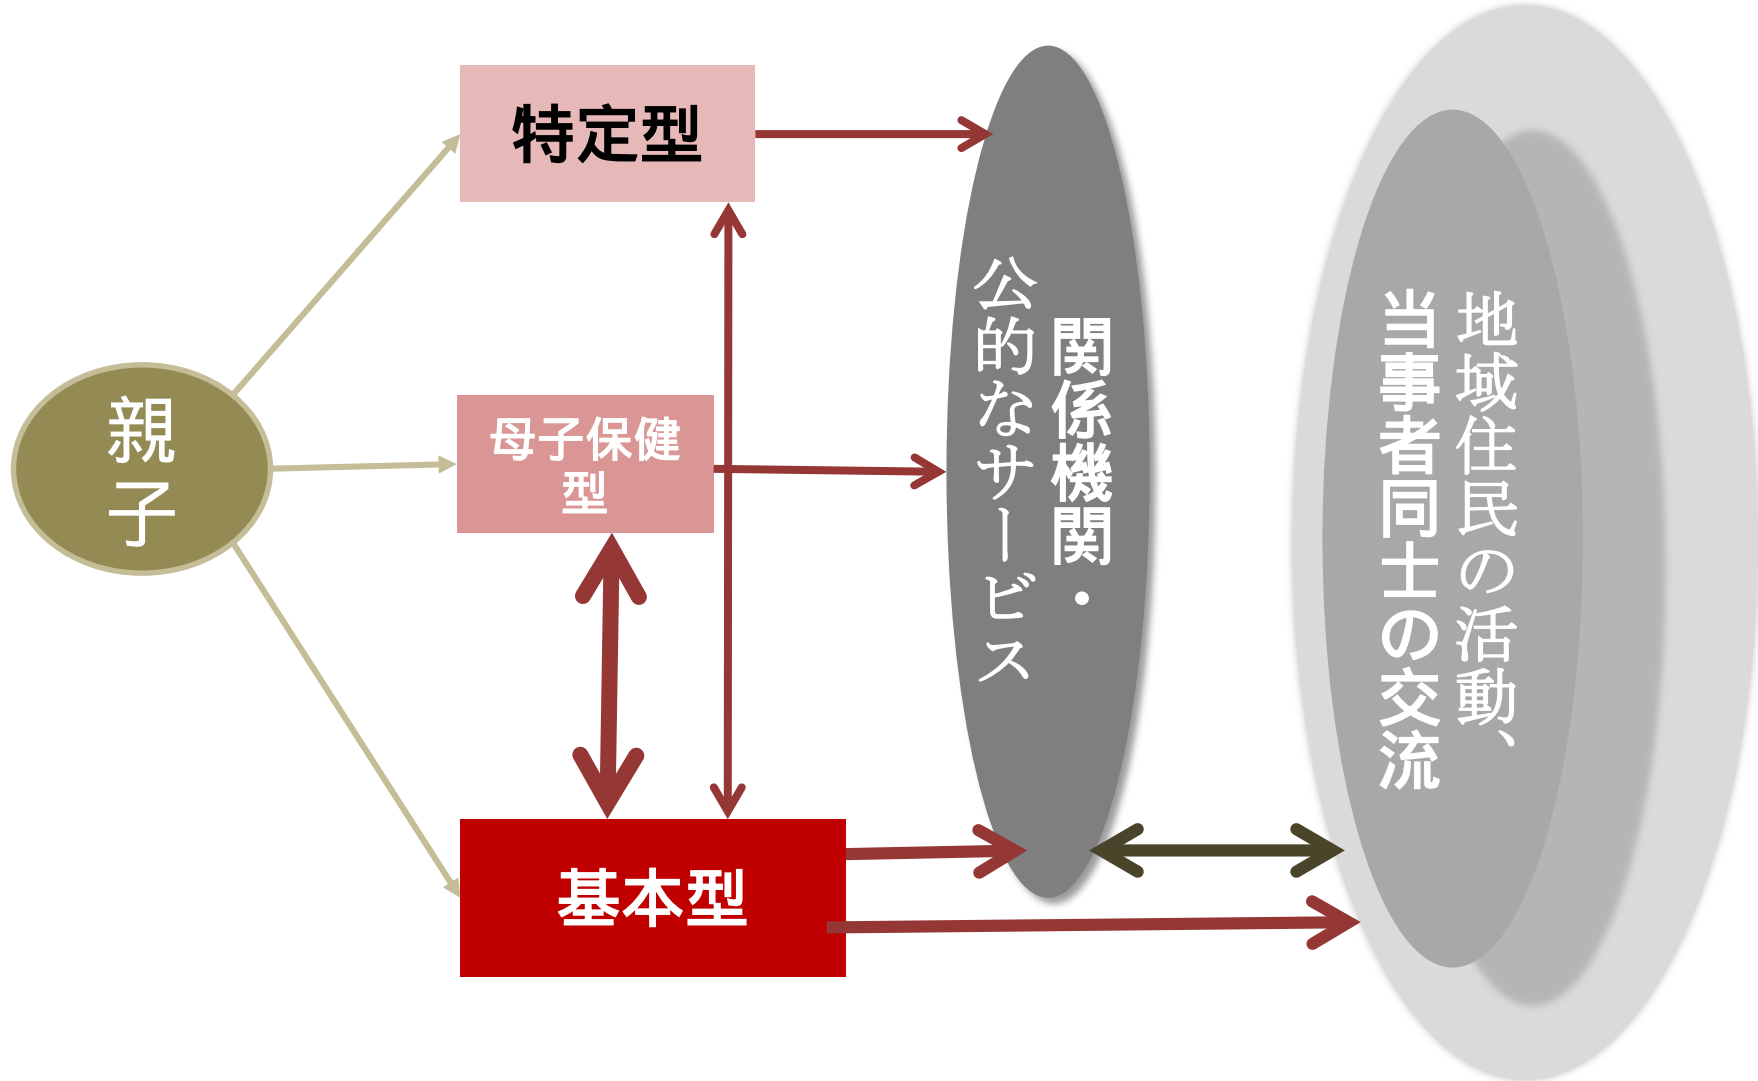 親
子
特定型
母子保健
型
基本型
関係機関・
公的なサービス
地域住民の活動、
当事者同士の交流